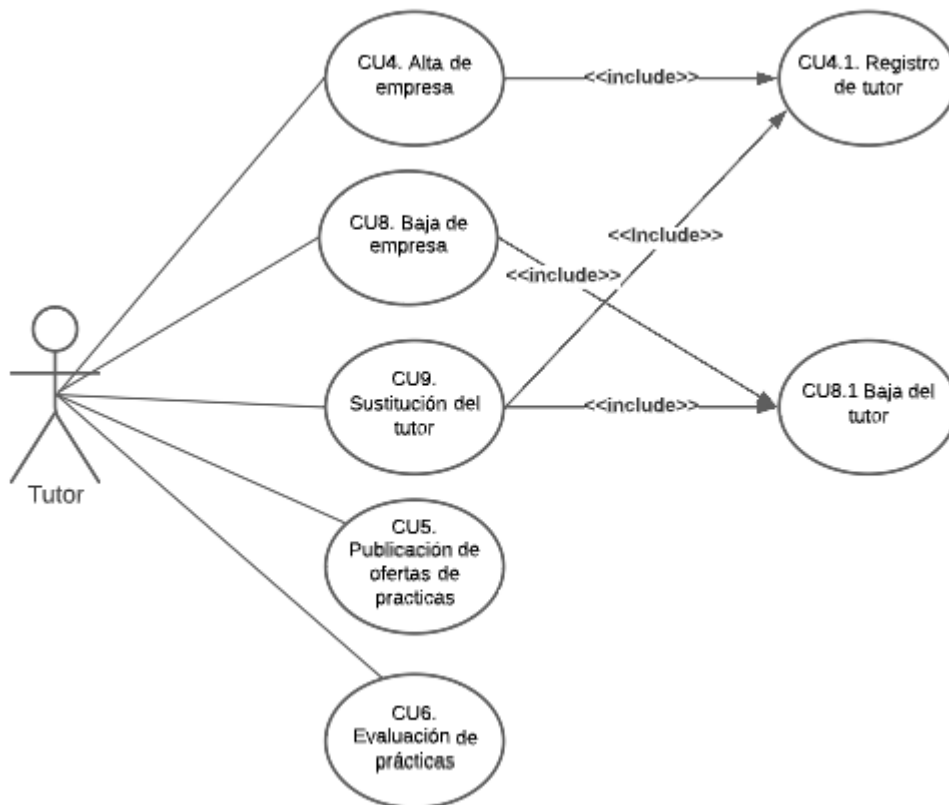 CU4. Alta de
empresa
<<include>>
CU4.1. Registro
de tutor
CU8. Baja de
empresa
<<Include>>
<<include>>
CU9.
Sustitución del
tutor
<<include>>
CU8.1 Baja del
tutor
Tutor
CU5.
Publicación de
ofertas de
practicas
CU6.
Evaluación de
prácticas